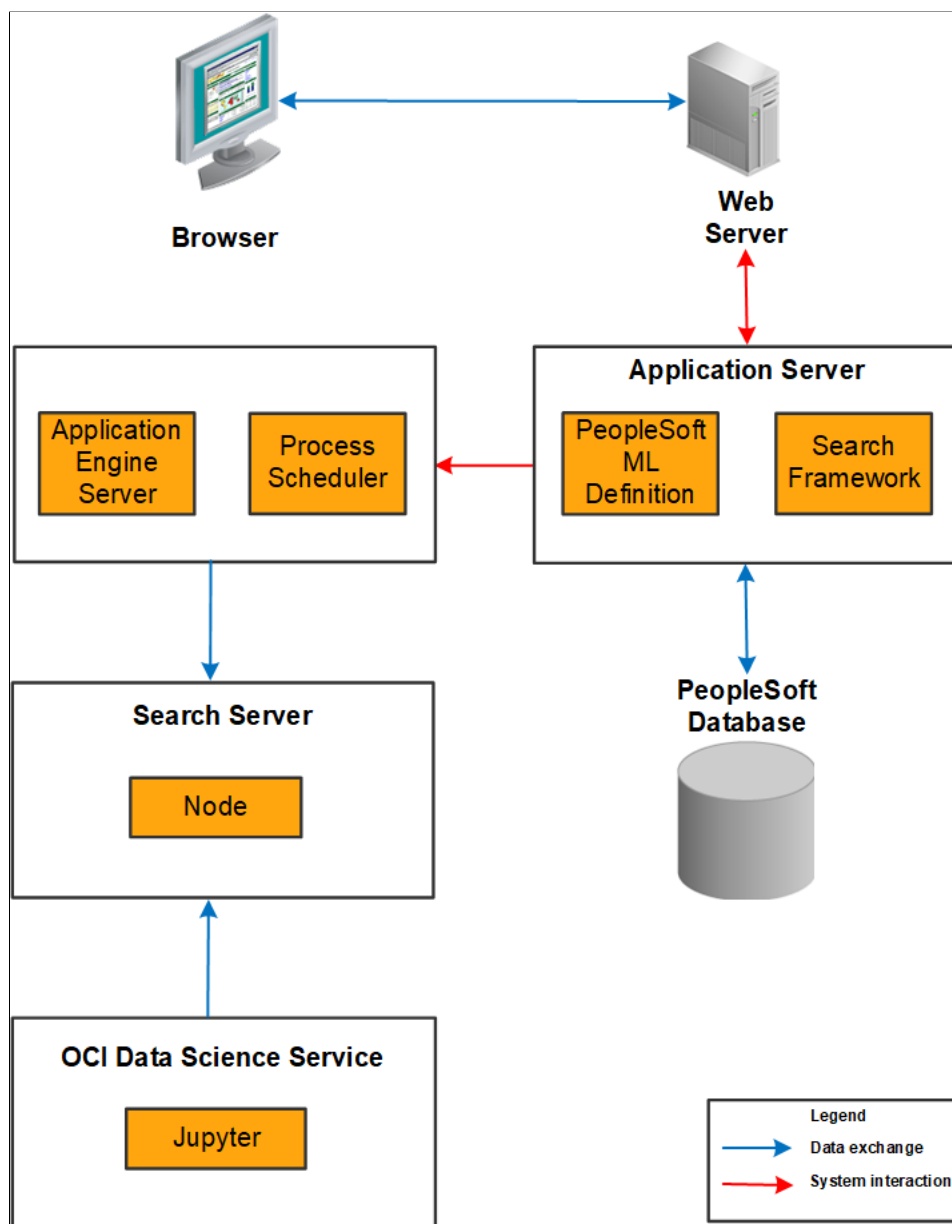 Browser
Web
Server
Application Server
Application
Engine
Server
Process
Scheduler
PeopleSoft
ML
Definition
Search
Framework
PeopleSoft
Database
Search Server
Node
OCI Data Science Service
Jupyter
Legend
Data exchange
System interaction